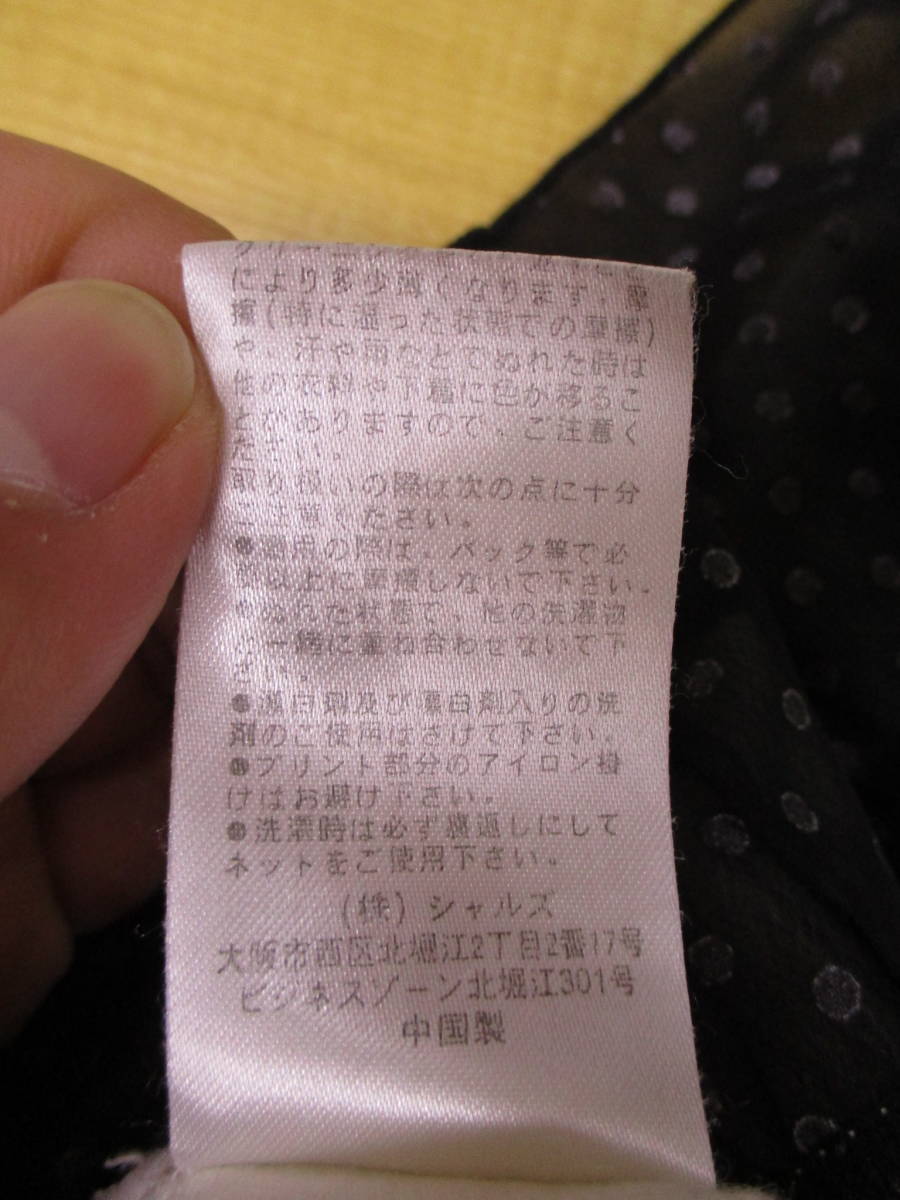 により多少薄くなります。摩
擦(特に湿った状態での摩擦)
や、汗や雨などでぬれた時は
他の衣料や下着に色が移るこ
とがありますので、ご注意く
ださい。
取り扱いの際は次の点に十分
ご注意ください。
●着用の際は、バック等で必
要以上に摩擦しないで下さい。
ぬれた状態で、他の洗濯物
と一緒に重ね合わせないで下
さい。
●漂白剤及び漂白剤入りの洗
剤のご使用はさけて下さい。
●プリント部分のアイロン掛
けはお避け下さい。
●洗濯時は必ず裏返しにして
ネットをご使用下さい。
(株)シャルズ
大阪市西区北堀江2丁目2番17号
ビジネスゾーン北堀江301号
中国製